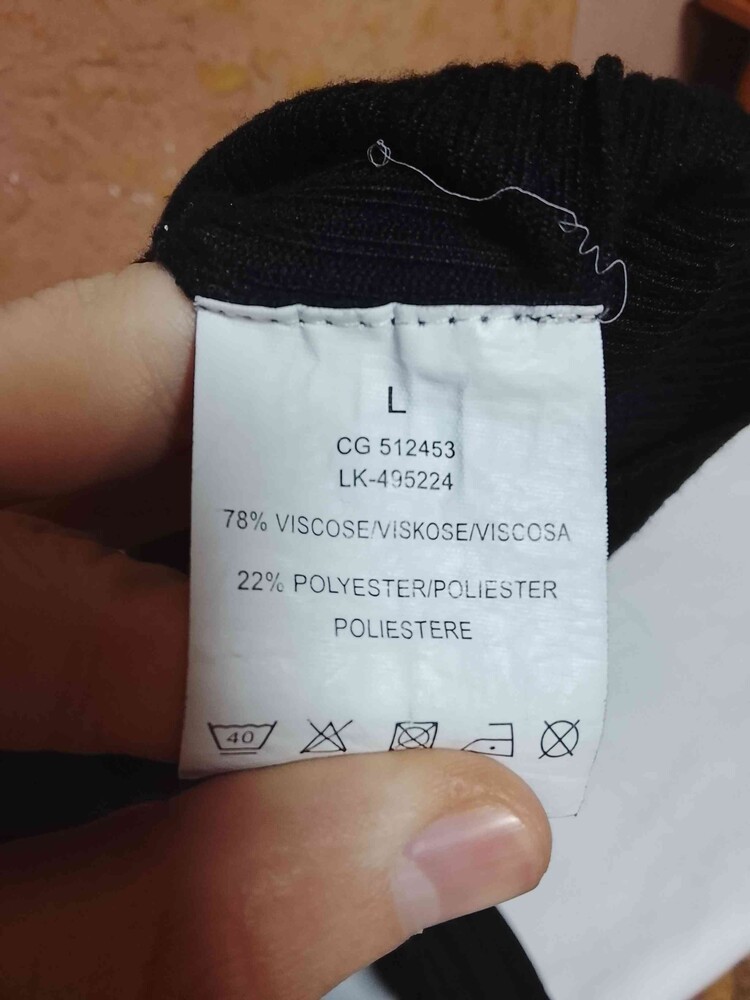 L
CG 512453
LK-495224
78% VISCOSE/VISKOSE/VISCOSA
22% POLYESTER/POLIESTER
POLIESTERE
40